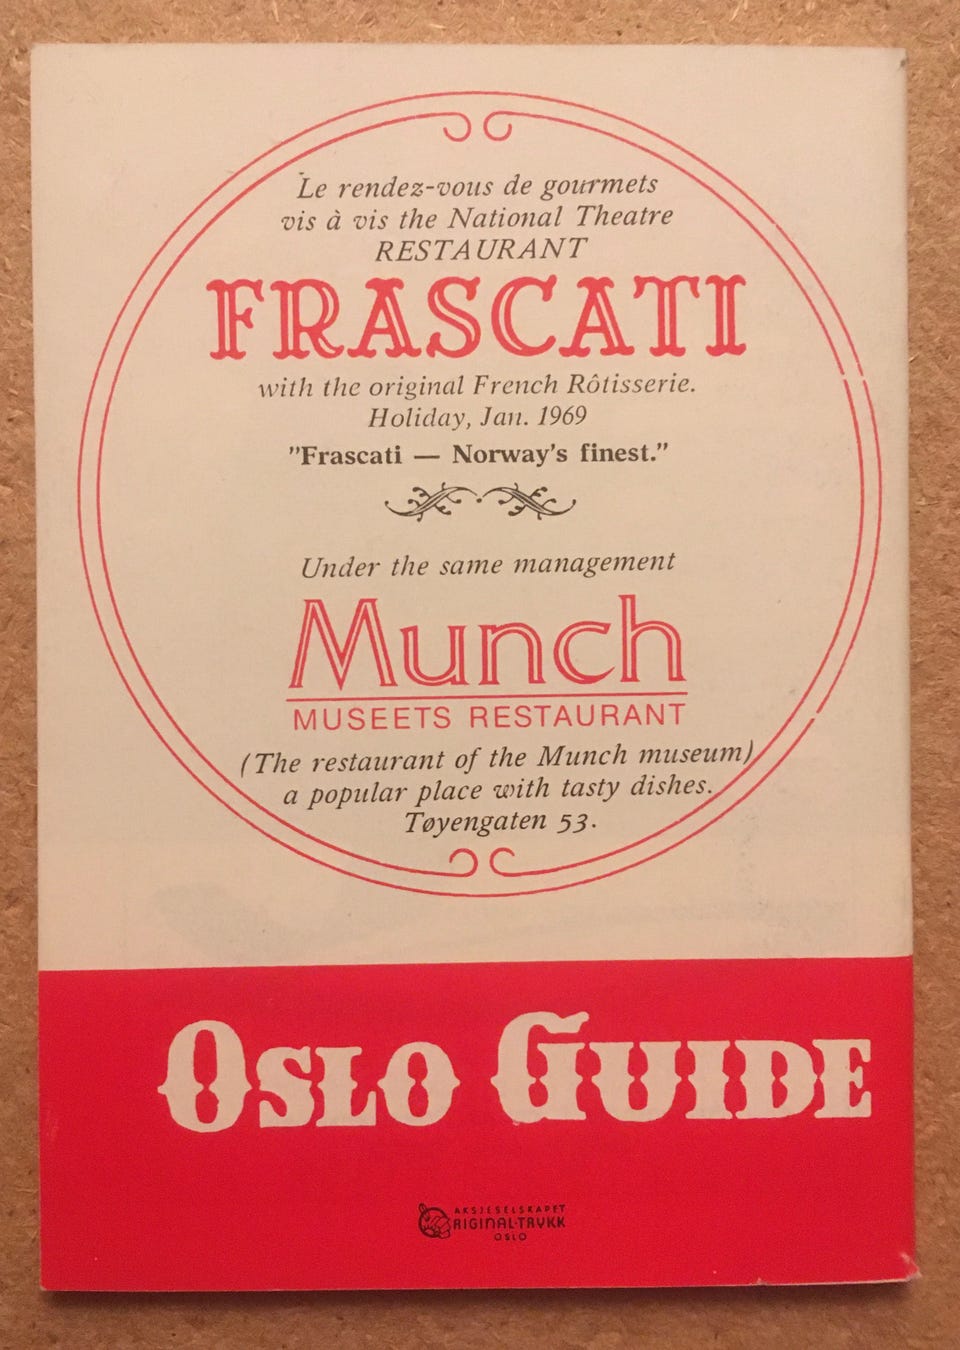 Le rendez-vous de gourmets
vis à vis the National Theatre
RESTAURANT
FRASCATI
with the original French Rôtisserie.
Holiday, Jan. 1969
”Frascati — Norway's finest.”
Under the same management
Munch
MUSEETS RESTAURANT
(The restaurant of the Munch museum)
a popular place with tasty dishes.
Tøyengaten 53.
OSLO GUIDE
AKSJESELSKAPET
ORIGINAL-TRYKK
OSLO